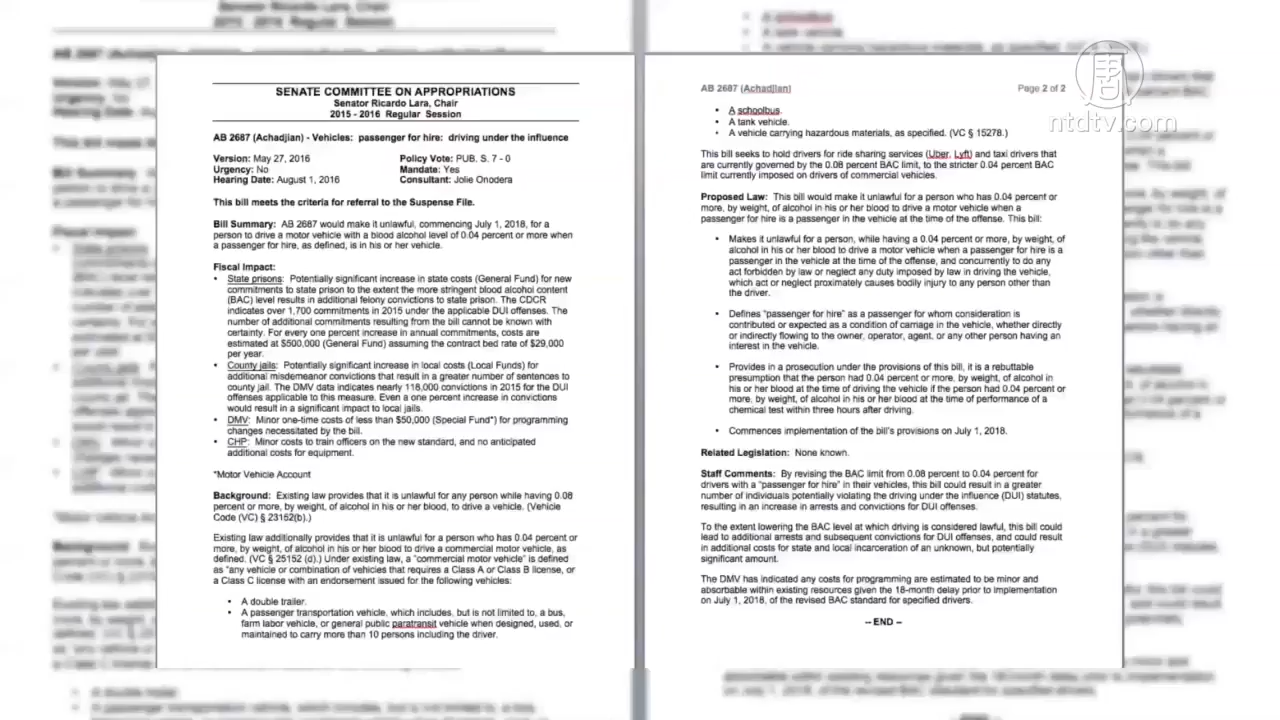 SENATE COMMITTEE ON APPROPRIATIONS
Senator Ricardo Lara, Chair
2015 - 2016 Regular Session
AB 2687 (Achadjian) - Vehicles: passenger for hire: driving under the influence
Version: May 27, 2016
Policy Vote: PUB. S. 7 - 0
Urgency: No
Mandate: Yes
Hearing Date: August 1, 2016
Consultant: Jolie Onodera
This bill meets the criteria for referral to the Suspense File.
Bill Summary: AB 2687 would make it unlawful, commencing July 1, 2018, for a
person to drive a motor vehicle with a blood alcohol level of 0.04 percent or more when
a passenger for hire, as defined, is in his or her vehicle.
Fiscal Impact:
• State prisons: Potentially significant increase in state costs (General Fund) for new
commitments to state prison to the extent the more stringent blood alcohol content
(BAC) level results in additional felony convictions to state prison. The CDCR
indicates over 1,700 commitments in 2015 under the applicable DUI offenses. The
number of additional commitments resulting from the bill cannot be known with
certainty. For every one percent increase in annual commitments, costs are
estimated at $500,000 (General Fund) assuming the contract bed rate of $29,000
per year.
• County jails: Potentially significant increase in local costs (Local Funds) for
additional misdemeanor convictions that result in a greater number of sentences to
county jail. The DMV data indicates nearly 116,000 convictions in 2015 for the DUI
offenses applicable to this measure. Even a one percent increase in convictions
would result in a significant impact to local jails.
• DMV: Minor one-time costs of less than $50,000 (Special Fund*) for programming
changes necessitated by the bill.
• CHP: Minor costs to train officers on the new standard, and no anticipated
additional costs for equipment.
*Motor Vehicle Account
Background: Existing law provides that it is unlawful for any person while having 0.08
percent or more, by weight, of alcohol in his or her blood, to drive a vehicle. (Vehicle
Code (VC) § 23152(b).)
Existing law additionally provides that it is unlawful for a person who has 0.04 percent or
more, by weight, of alcohol in his or her blood to drive a commercial motor vehicle, as
defined. (VC § 25152 (d).) Under existing law, a "commercial motor vehicle" is defined
as "any vehicle or combination of vehicles that requires a Class A or Class B license, or
a Class C license with an endorsement issued for the following vehicles:
• A double trailer.
• A passenger transportation vehicle, which includes, but is not limited to, a bus,
farm labor vehicle, or general public paratransit vehicle when designed, used, or
maintained to carry more than 10 persons including the driver.
AB 2687 (Achadjian)
Page 2 of 2
• A schoolbus.
• A tank vehicle.
• A vehicle carrying hazardous materials, as specified. (VC § 15278.)
This bill seeks to hold drivers for ride sharing services (Uber, Lyft) and taxi drivers that
are currently governed by the 0.08 percent BAC limit, to the stricter 0.04 percent BAC
limit currently imposed on drivers of commercial vehicles.
Proposed Law: This bill would make it unlawful for a person who has 0.04 percent or
more, by weight, of alcohol in his or her blood to drive a motor vehicle when a
passenger for hire is a passenger in the vehicle at the time of the offense. This bill:
• Makes it unlawful for a person, while having a 0.04 percent or more, by weight, of
alcohol in his or her blood to drive a motor vehicle when a passenger for hire is a
passenger in the vehicle at the time of the offense, and concurrently to do any
act forbidden by law or neglect any duty imposed by law in driving the vehicle,
which act or neglect proximately causes bodily injury to any person other than
the driver.
• Defines "passenger for hire" as a passenger for whom consideration is
contributed or expected as a condition of carriage in the vehicle, whether directly
or indirectly flowing to the owner, operator, agent, or any other person having an
interest in the vehicle.
• Provides in a prosecution under the provisions of this bill, it is a rebuttable
presumption that the person had 0.04 percent or more, by weight, of alcohol in
his or her blood at the time of driving the vehicle if the person had 0.04 percent or
more, by weight, of alcohol in his or her blood at the time of performance of a
chemical test within three hours after driving.
• Commences implementation of the bill's provisions on July 1, 2018.
Related Legislation: None known.
Staff Comments: By revising the BAC limit from 0.08 percent to 0.04 percent for
drivers with a "passenger for hire" in their vehicles, this bill could result in a greater
number of individuals potentially violating the driving under the influence (DUI) statutes,
resulting in an increase in arrests and convictions for DUI offenses.
To the extent lowering the BAC level at which driving is considered lawful, this bill could
lead to additional arrests and subsequent convictions for DUI offenses, and could result
in additional costs for state and local incarceration of an unknown, but potentially
significant amount.
The DMV has indicated any costs for programming are estimated to be minor and
absorbable within existing resources given the 18-month delay prior to implementation
on July 1, 2018, of the revised BAC standard for specified drivers.
-- END --
唐
ntdtv.com